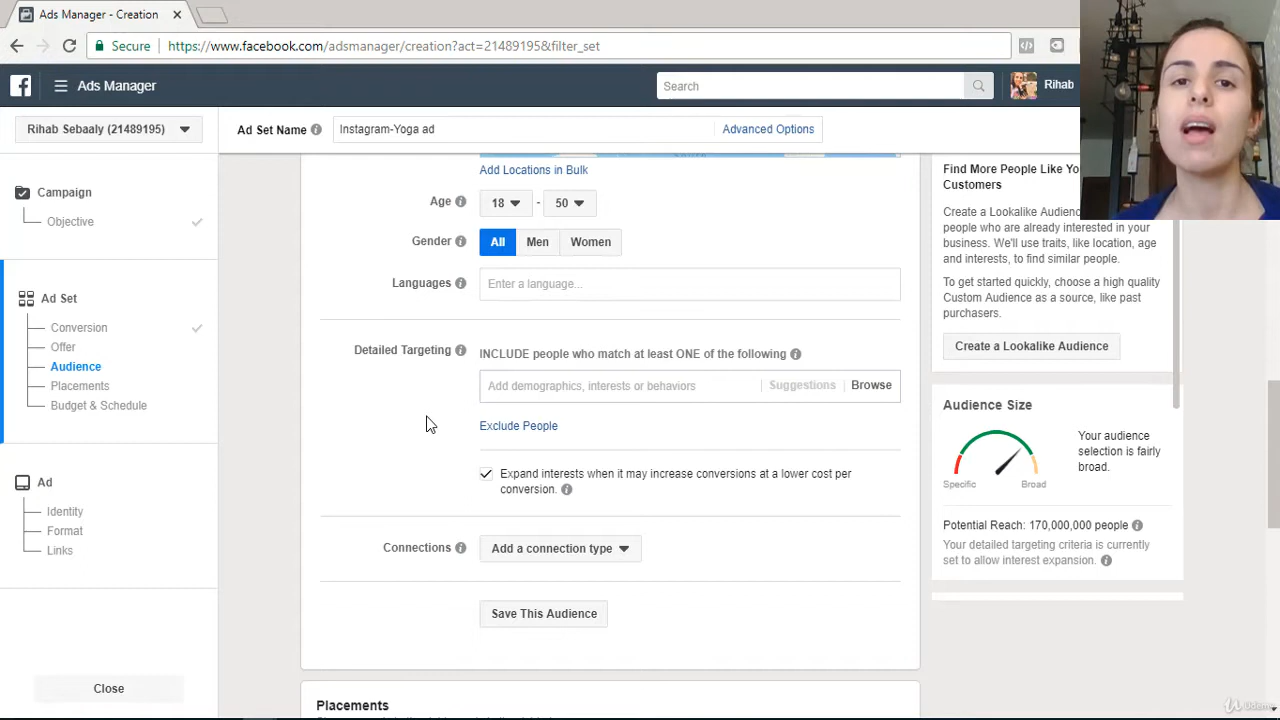 Ads Manager - Creation
Secure https://www.facebook.com/adsmanager/creation?act=21489195&filter_set
Ads Manager
Search
Rihab
Rihab Sebaaly (21489195)
Ad Set Name
Instagram-Yoga ad
Advanced Options
Campaign
Objective
Ad Set
Conversion
Offer
Audience
Placements
Budget & Schedule
Ad
Identity
Format
Links
Close
Add Locations in Bulk
Age
18 - 50
Gender
All Men Women
Languages
Enter a language...
Detailed Targeting
INCLUDE people who match at least ONE of the following
Add demographics, interests or behaviors Suggestions Browse
Exclude People
Expand interests when it may increase conversions at a lower cost per
conversion.
Connections
Add a connection type
Save This Audience
Placements
Find More People Like
Customers
Create a Lookalike
people who are already interested in your
business. We'll use traits, like location, age
and interests, to find similar people.
To get started quickly, choose a high quality
Custom Audience as a source, like past
purchasers.
Create a Lookalike Audience
Audience Size
Your audience
selection is fairly
broad.
Specific Broad
Potential Reach: 170,000,000 people
Your detailed targeting criteria is currently
set to allow interest expansion.
Udemy